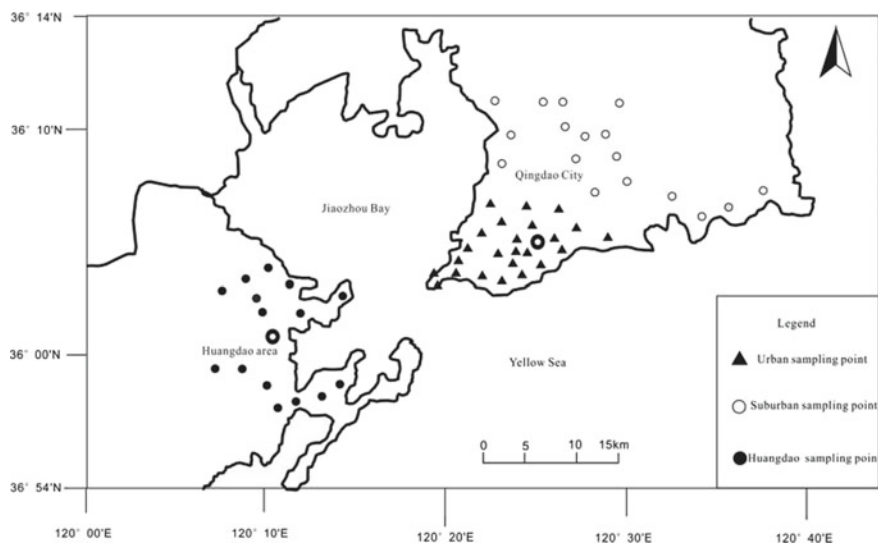 36° 14'N
36° 10'N
Qingdao City
Jiaozhou Bay
Legend
36° 00'N
Huangdao area
Yellow Sea
Urban sampling point
Suburban sampling point
0 5 10 15km
Huangdao sampling point
36° 54'N
120° 00'E 120° 10'E 120° 20'E 120° 30'E 120° 40'E